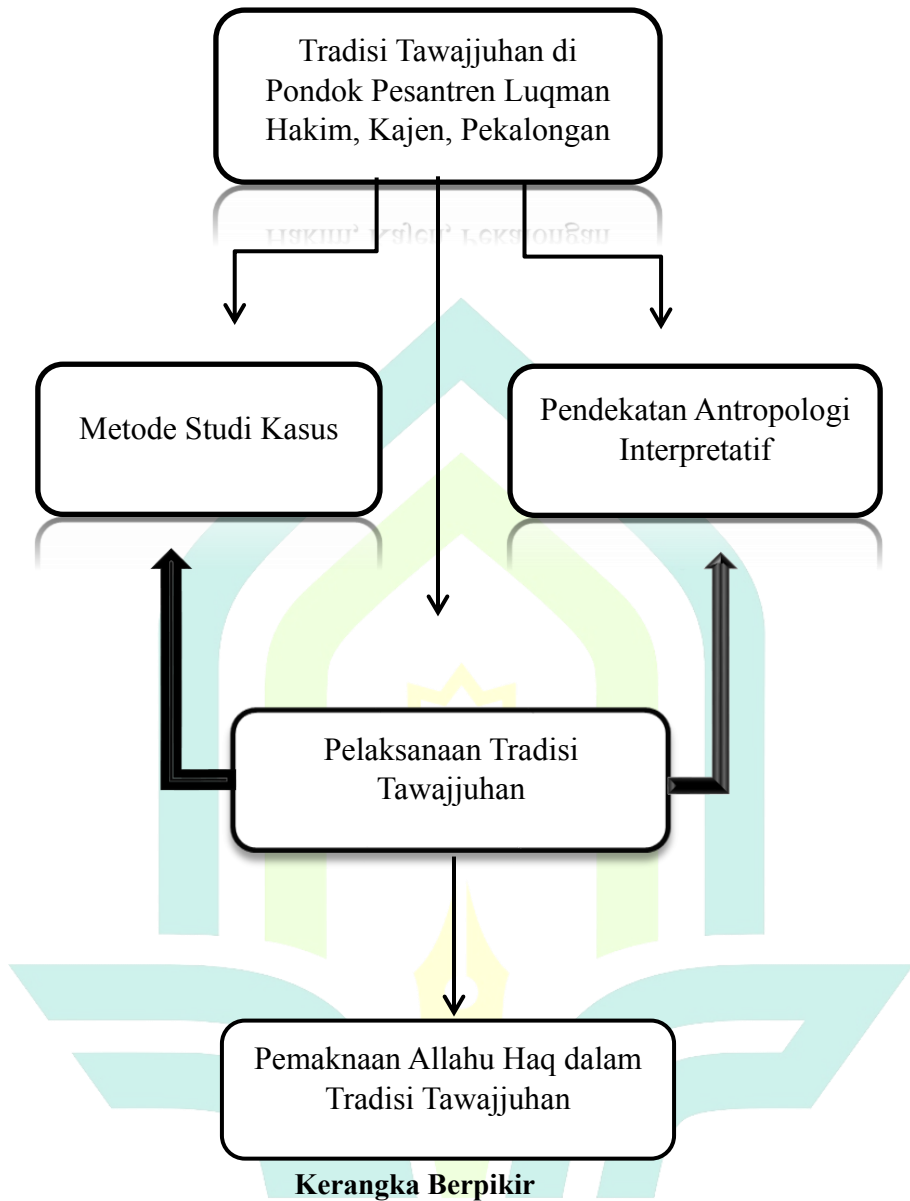 Tradisi Tawajjuhan di
Pondok Pesantren Luqman
Hakim, Kajen, Pekalongan
Metode Studi Kasus
Pendekatan Antropologi
Interpretatif
Pelaksanaan Tradisi
Tawajjuhan
Pemaknaan Allahu Haq dalam
Tradisi Tawajjuhan
Kerangka Berpikir